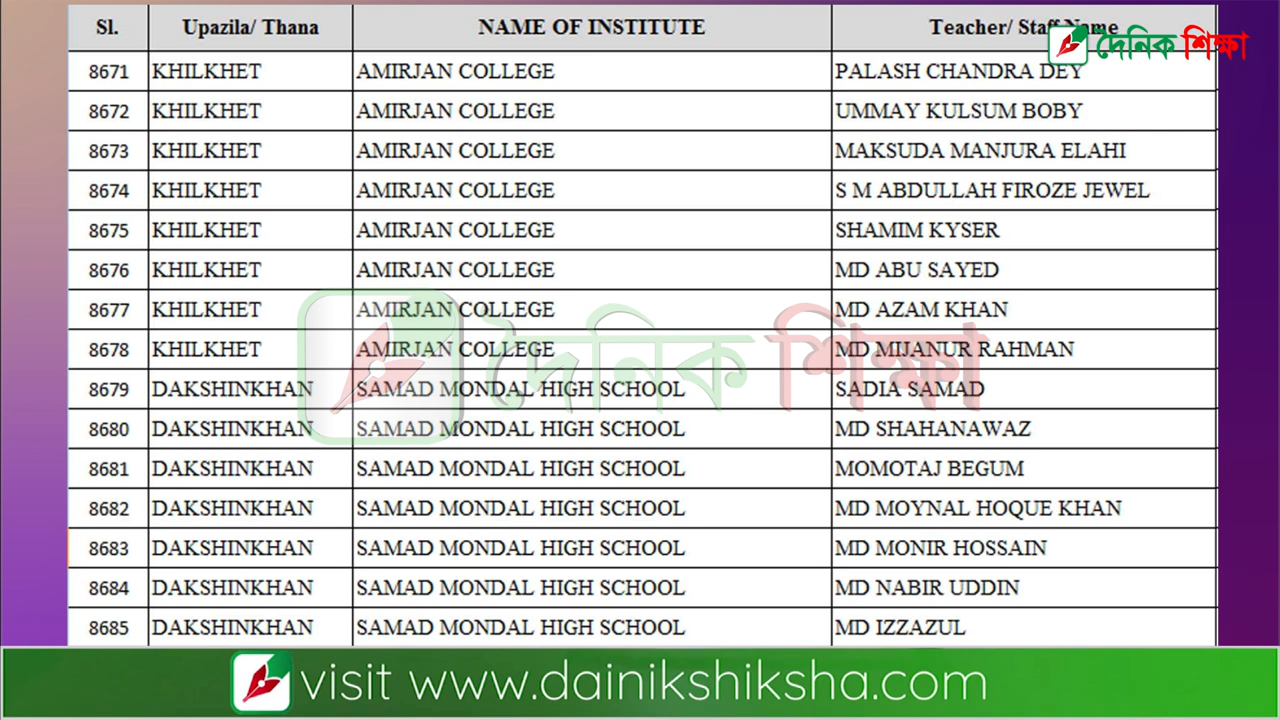 Sl. Upazila/ Thana NAME OF INSTITUTE Teacher/ Staff Name
দৈনিক শিক্ষা
8671 KHILKHET AMIRJAN COLLEGE PALASH CHANDRA DEY
8672 KHILKHET AMIRJAN COLLEGE UMMAY KULSUM BOBY
8673 KHILKHET AMIRJAN COLLEGE MAKSUDA MANJURA ELAHI
8674 KHILKHET AMIRJAN COLLEGE S M ABDULLAH FIROZE JEWEL
8675 KHILKHET AMIRJAN COLLEGE SHAMIM KYSER
8676 KHILKHET AMIRJAN COLLEGE MD ABU SAYED
8677 KHILKHET AMIRJAN COLLEGE MD AZAM KHAN
8678 KHILKHET AMIRJAN COLLEGE MD MIJANUR RAHMAN
দৈনিক শিক্ষা
8679 DAKSHINKHAN SAMAD MONDAL HIGH SCHOOL SADIA SAMAD
8680 DAKSHINKHAN SAMAD MONDAL HIGH SCHOOL MD SHAHANAWAZ
8681 DAKSHINKHAN SAMAD MONDAL HIGH SCHOOL MOMOTAJ BEGUM
8682 DAKSHINKHAN SAMAD MONDAL HIGH SCHOOL MD MOYNAL HOQUE KHAN
8683 DAKSHINKHAN SAMAD MONDAL HIGH SCHOOL MD MONIR HOSSAIN
8684 DAKSHINKHAN SAMAD MONDAL HIGH SCHOOL MD NABIR UDDIN
8685 DAKSHINKHAN SAMAD MONDAL HIGH SCHOOL MD IZZAZUL
visit www.dainikshiksha.com